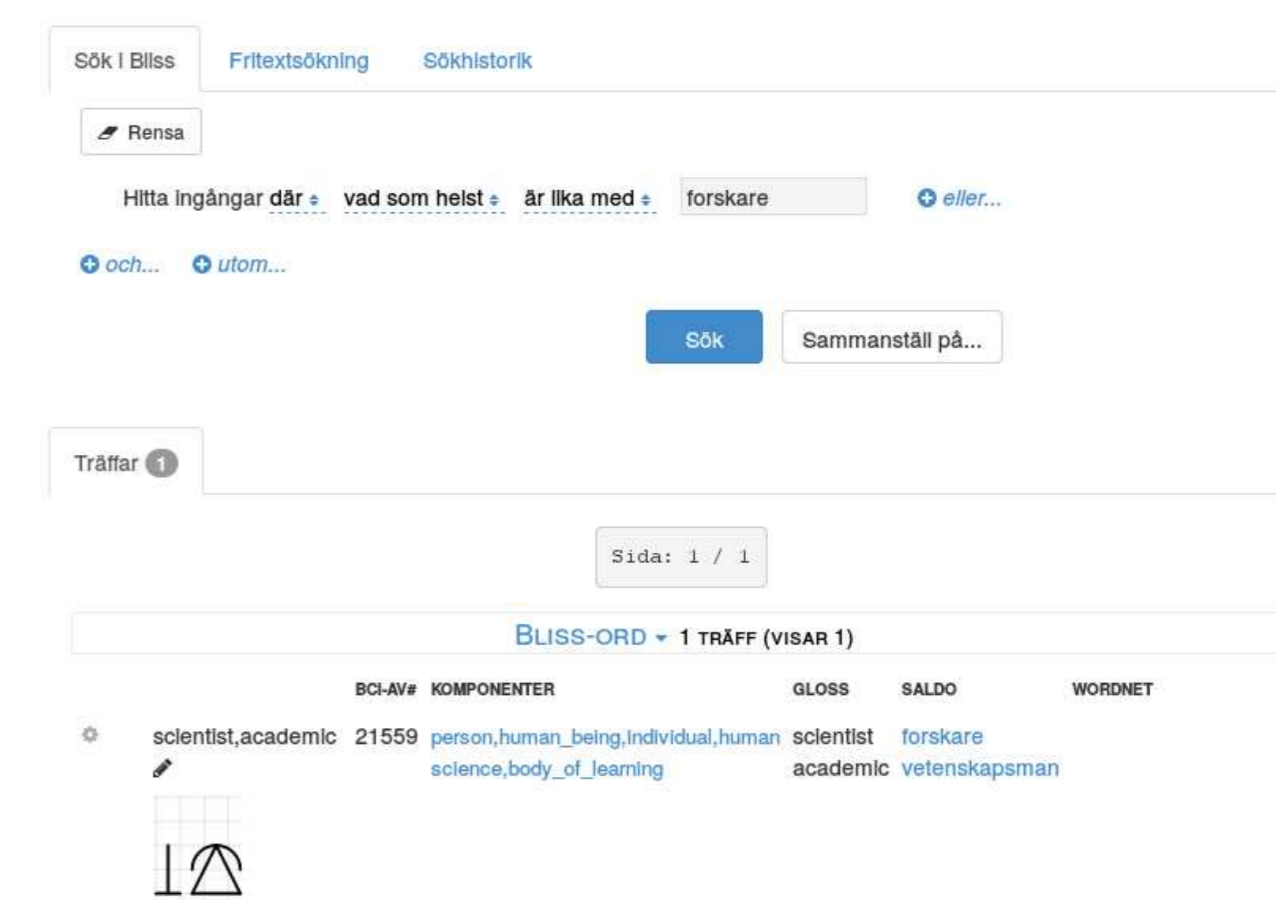 Sök i Bliss Fritextsökning Sökhistorik
Rensa
Hitta ingångar där vad som helst är lika med forskare eller...
och... utom...
Sök Sammanställ på...
Träffar 1
Sida: 1 / 1
BLISS-ORD 1 TRÄFF (VISAR 1)
BCI-AV# KOMPONENTER GLOSS SALDO WORDNET
scientist,academic 21559 person,human_being,individual,human scientist forskare
science,body_of_learning academic vetenskapsman